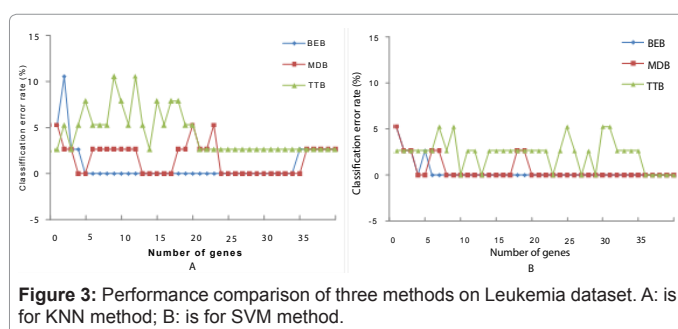 15
10
5
0
-5
Classification error rate (%)
BEB
MDB
TTB
0 5 10 15 20 25 30 35
Number of genes
A
15
10
5
0
-5
Classification error rate (%)
BEB
MDB
TTB
0 5 10 15 20 25 30 35
Number of genes
B
Figure 3: Performance comparison of three methods on Leukemia dataset. A: is
for KNN method; B: is for SVM method.